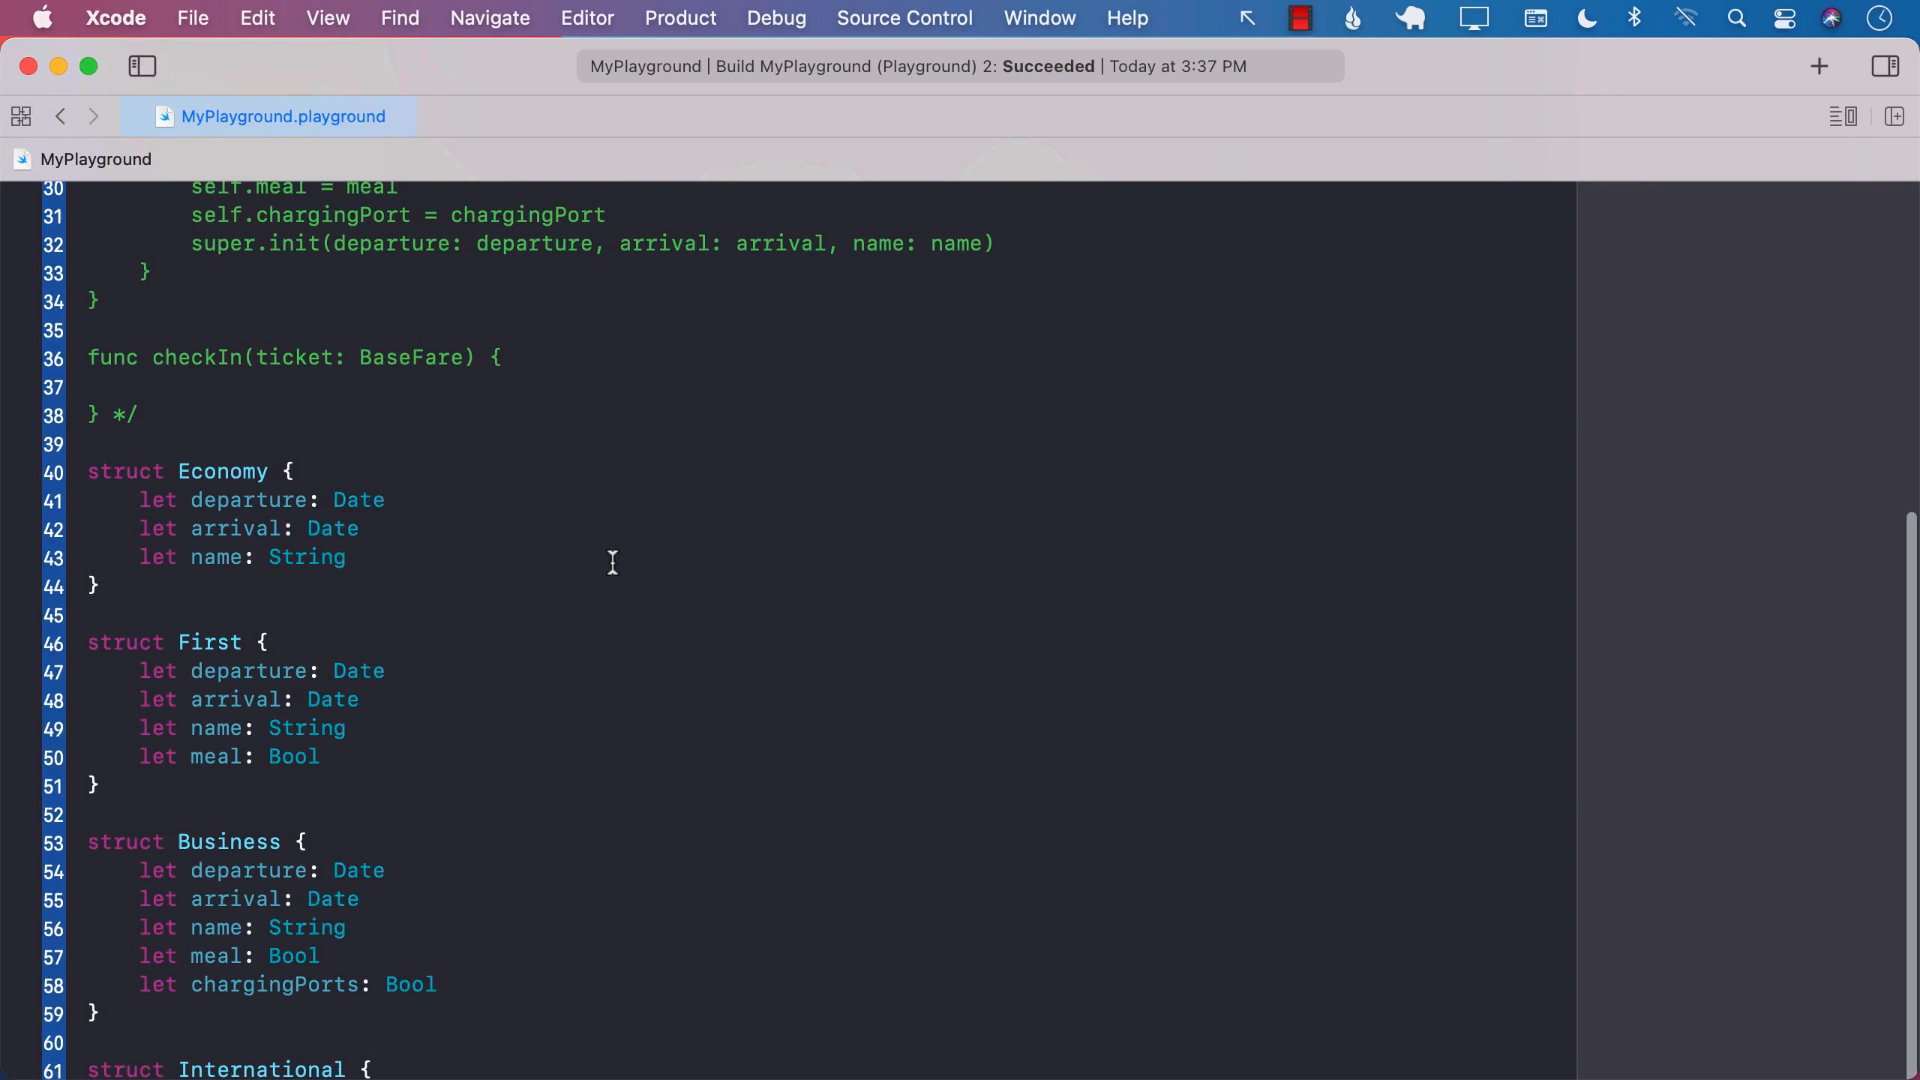 Xcode File Edit View Find Navigate Editor Product Debug Source Control Window Help
MyPlayground | Build MyPlayground (Playground) 2: Succeeded | Today at 3:37 PM
MyPlayground.playground
MyPlayground
30 self.meal = meal
31 self.chargingPort = chargingPort
32 super.init(departure: departure, arrival: arrival, name: name)
33 }
34 }
35
36 func checkIn(ticket: BaseFare) {
37
38 } */
39
40 struct Economy {
41 let departure: Date
42 let arrival: Date
43 let name: String
44 }
45
46 struct First {
47 let departure: Date
48 let arrival: Date
49 let name: String
50 let meal: Bool
51 }
52
53 struct Business {
54 let departure: Date
55 let arrival: Date
56 let name: String
57 let meal: Bool
58 let chargingPorts: Bool
59 }
60
61 struct International {